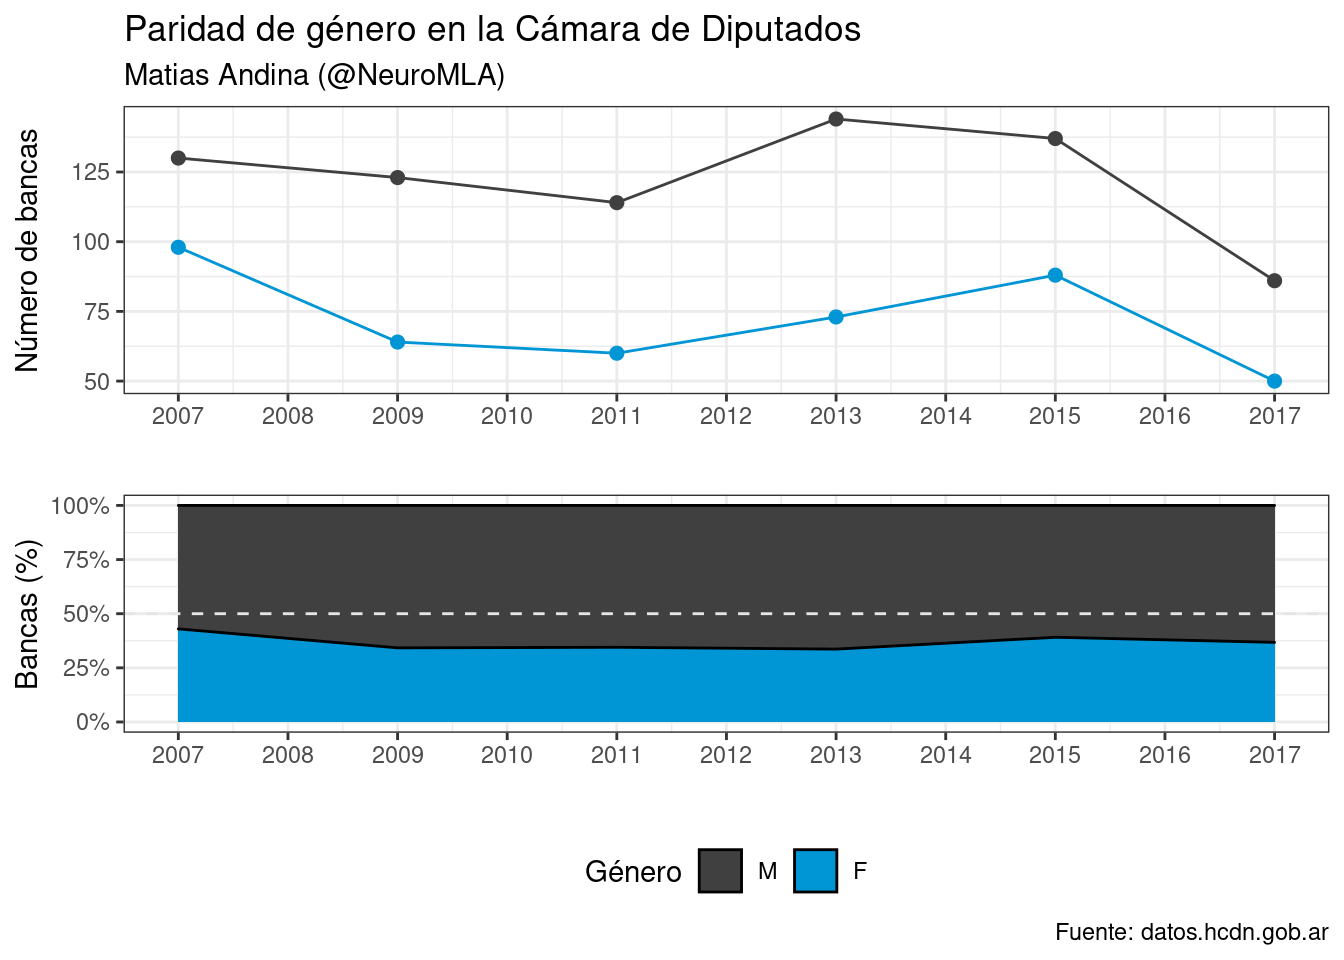 Paridad de género en la Cámara de Diputados
Matias Andina (@NeuroMLA)
Número de bancas
125
100
75
50
2007 2008 2009 2010 2011 2012 2013 2014 2015 2016 2017
Bancas (%)
100%
75%
50%
25%
0%
2007 2008 2009 2010 2011 2012 2013 2014 2015 2016 2017
Género M F
Fuente: datos.hcdn.gob.ar